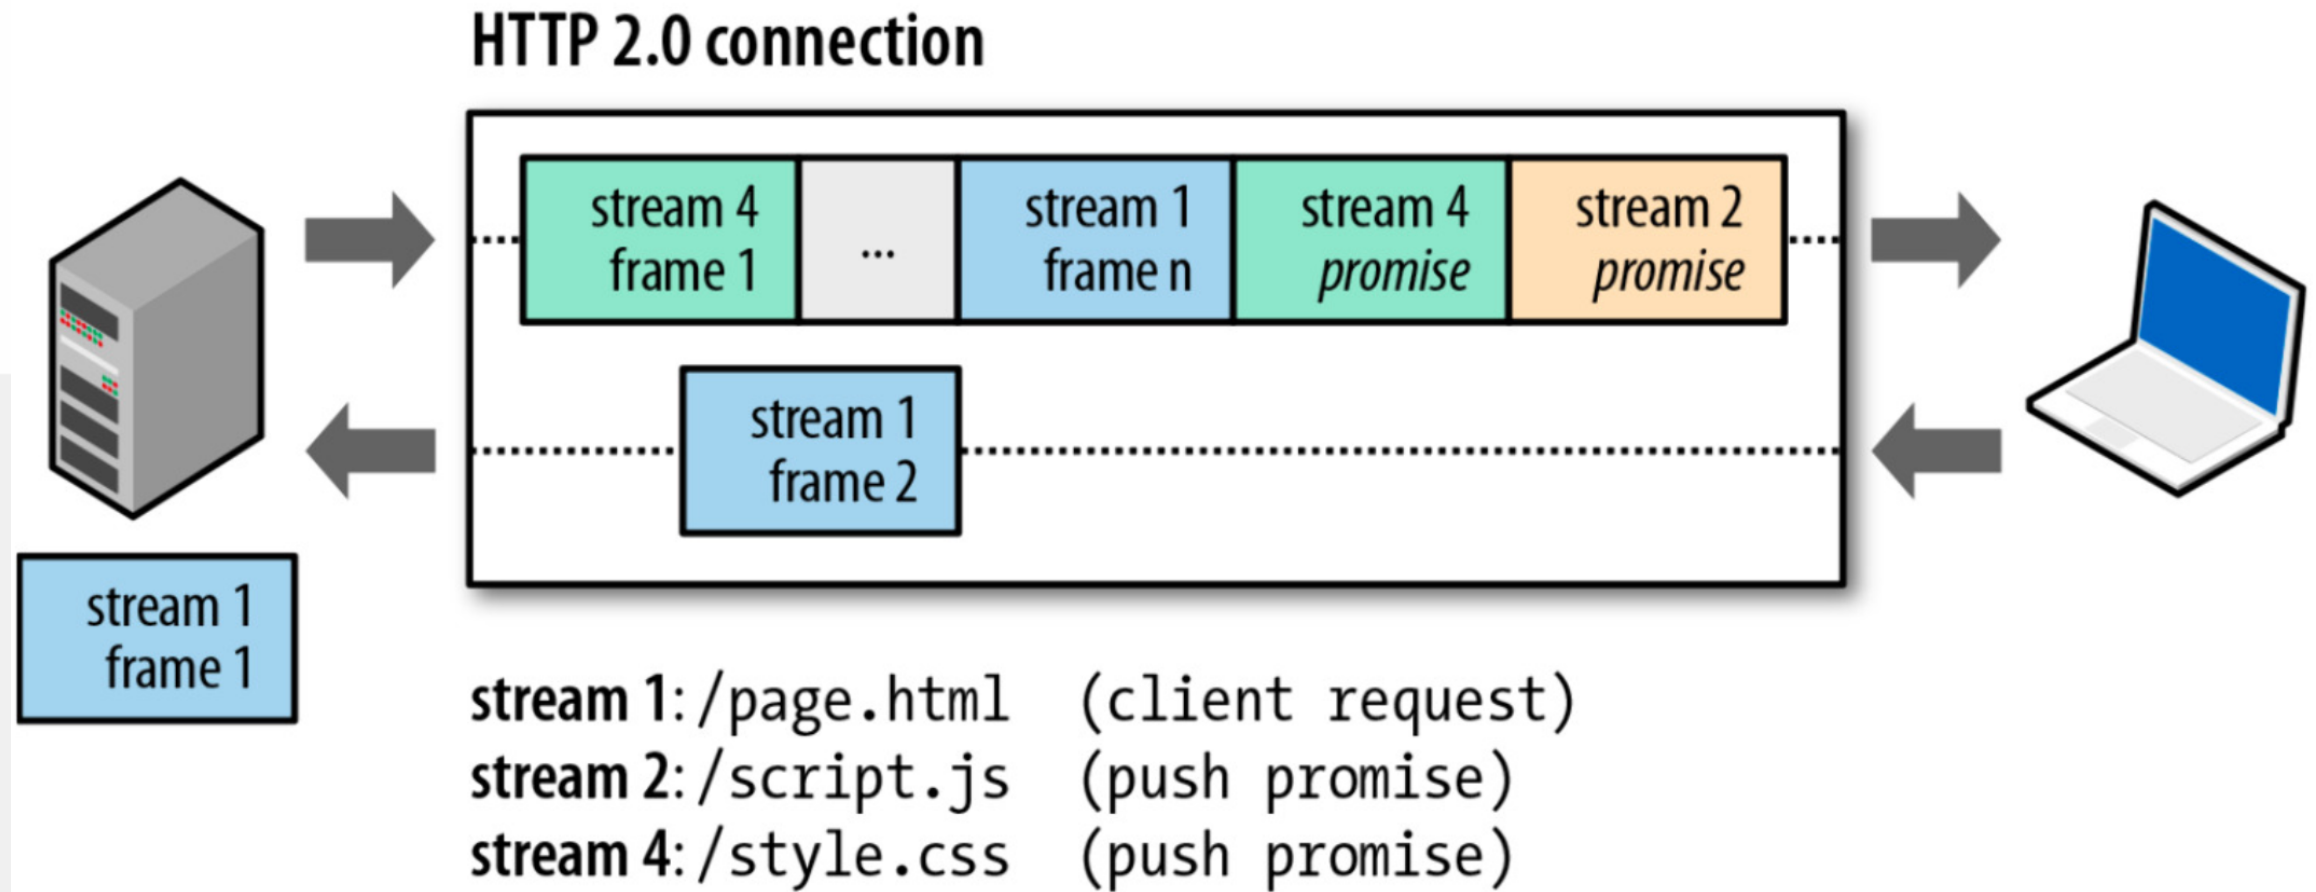 HTTP 2.0 connection
stream 4
frame 1
...
stream 1
frame n
stream 4
promise
stream 2
promise
stream 1
frame 2
stream 1
frame 1
stream 1: /page.html (client request)
stream 2: /script.js (push promise)
stream 4: /style.css (push promise)